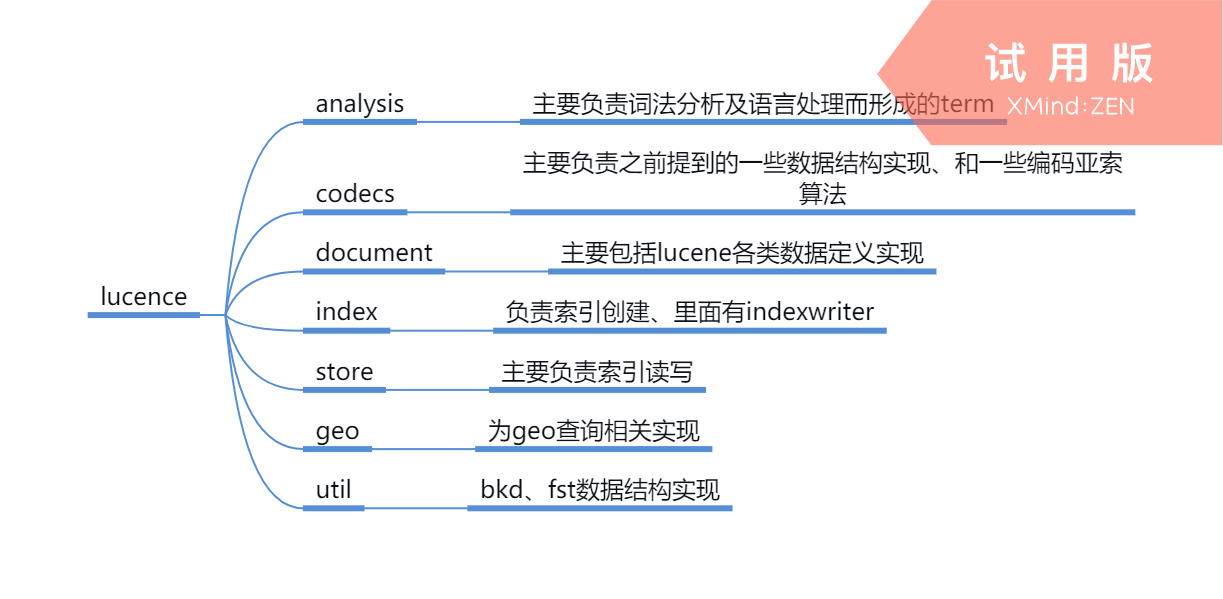 试用版
XMind:ZEN
analysis
主要负责词法分析及语言处理而形成的term
codecs
主要负责之前提到的一些数据结构实现、和一些编码亚索
算法
document
主要包括lucene各类数据定义实现
lucence
index
负责索引创建、里面有indexwriter
store
主要负责索引读写
geo
为geo查询相关实现
util
bkd、fst数据结构实现